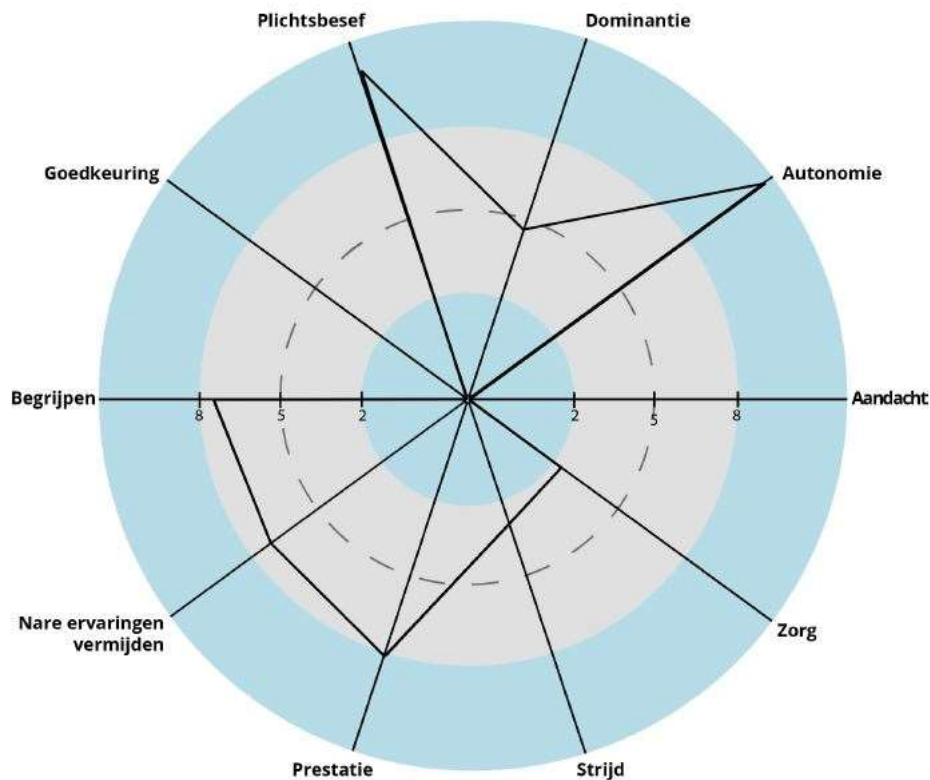 Plichtsbesef
Dominantie
Goedkeuring
Autonomie
Begrijpen
8
5
2
2
5
8
Aandacht
Nare ervaringen
vermijden
Zorg
Prestatie
Strijd